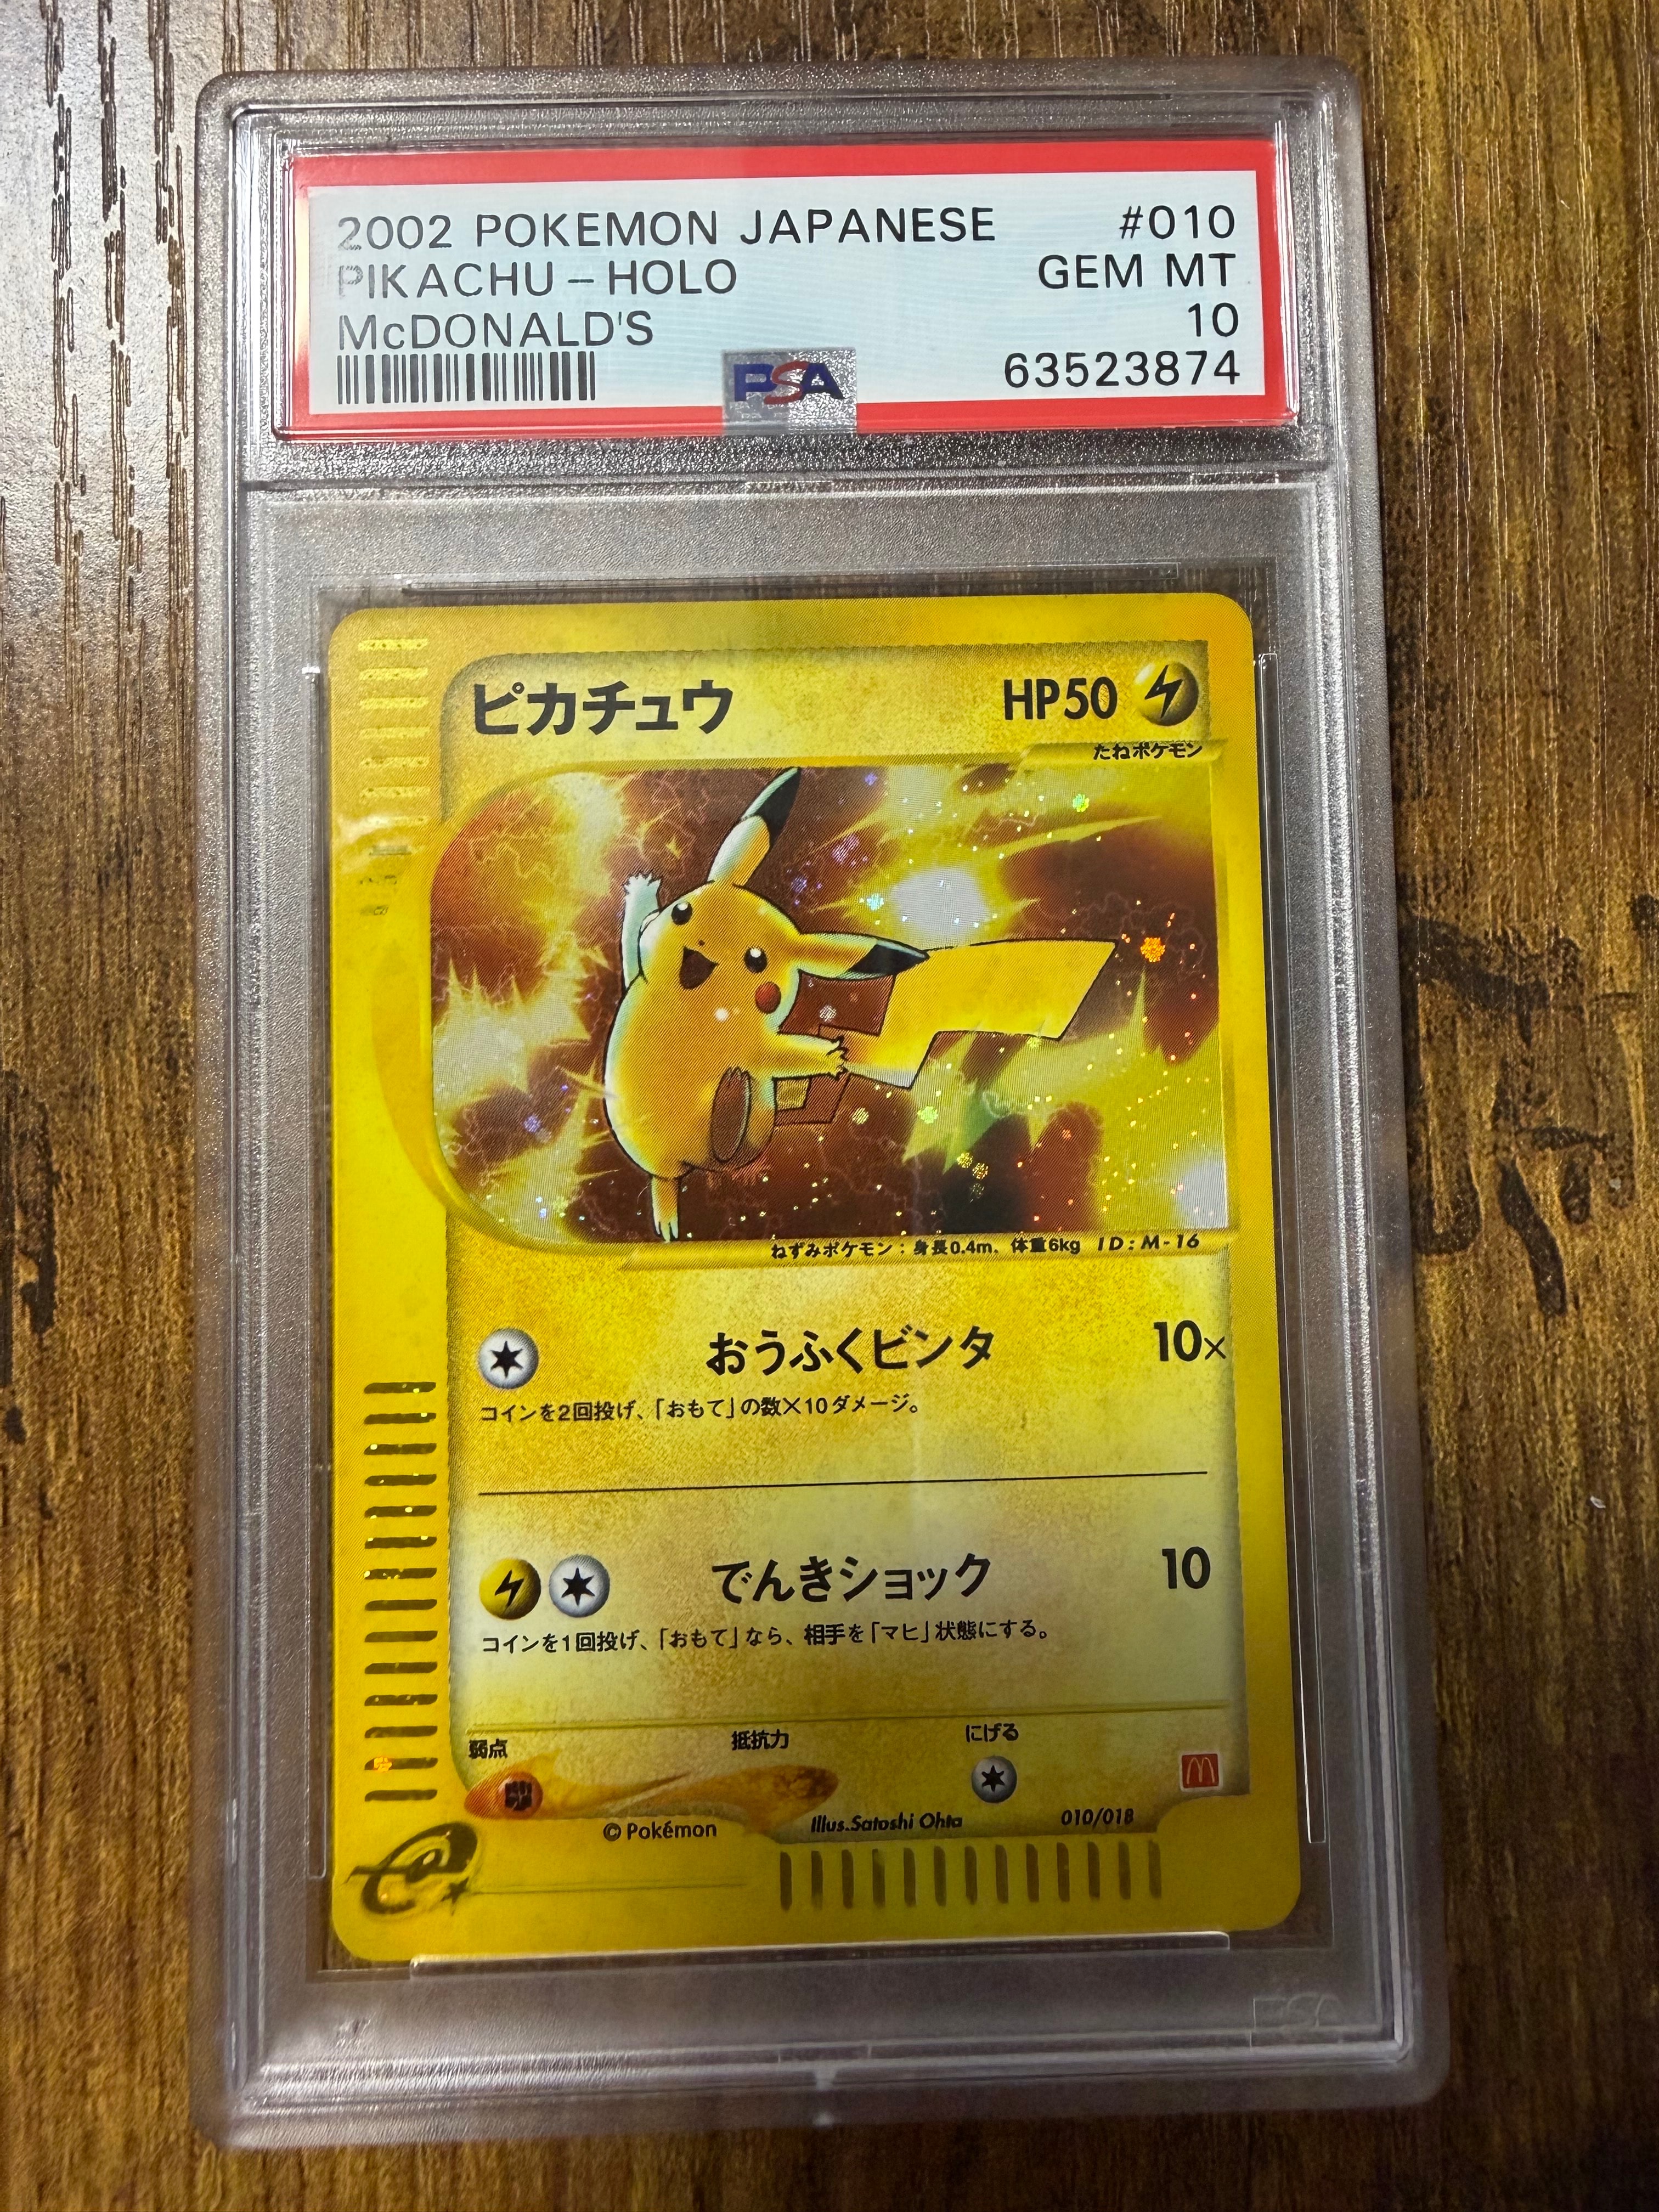 2002 POKEMON JAPANESE #010
PIKACHU - HOLO GEM MT
McDONALD'S 10
PSA 63523874
ピカチュウ HP50
たねポケモン
ねずみポケモン：身長0.4m、体重6kg ID:M-16
おうふくビンタ 10×
コインを2回投げ、「おもて」の数×10ダメージ。
でんきショック 10
コインを1回投げ、「おもて」なら、相手を「マヒ」状態にする。
弱点 抵抗力 にげる
©Pokémon Illus.Satoshi Ohta 010/018
e
PSA